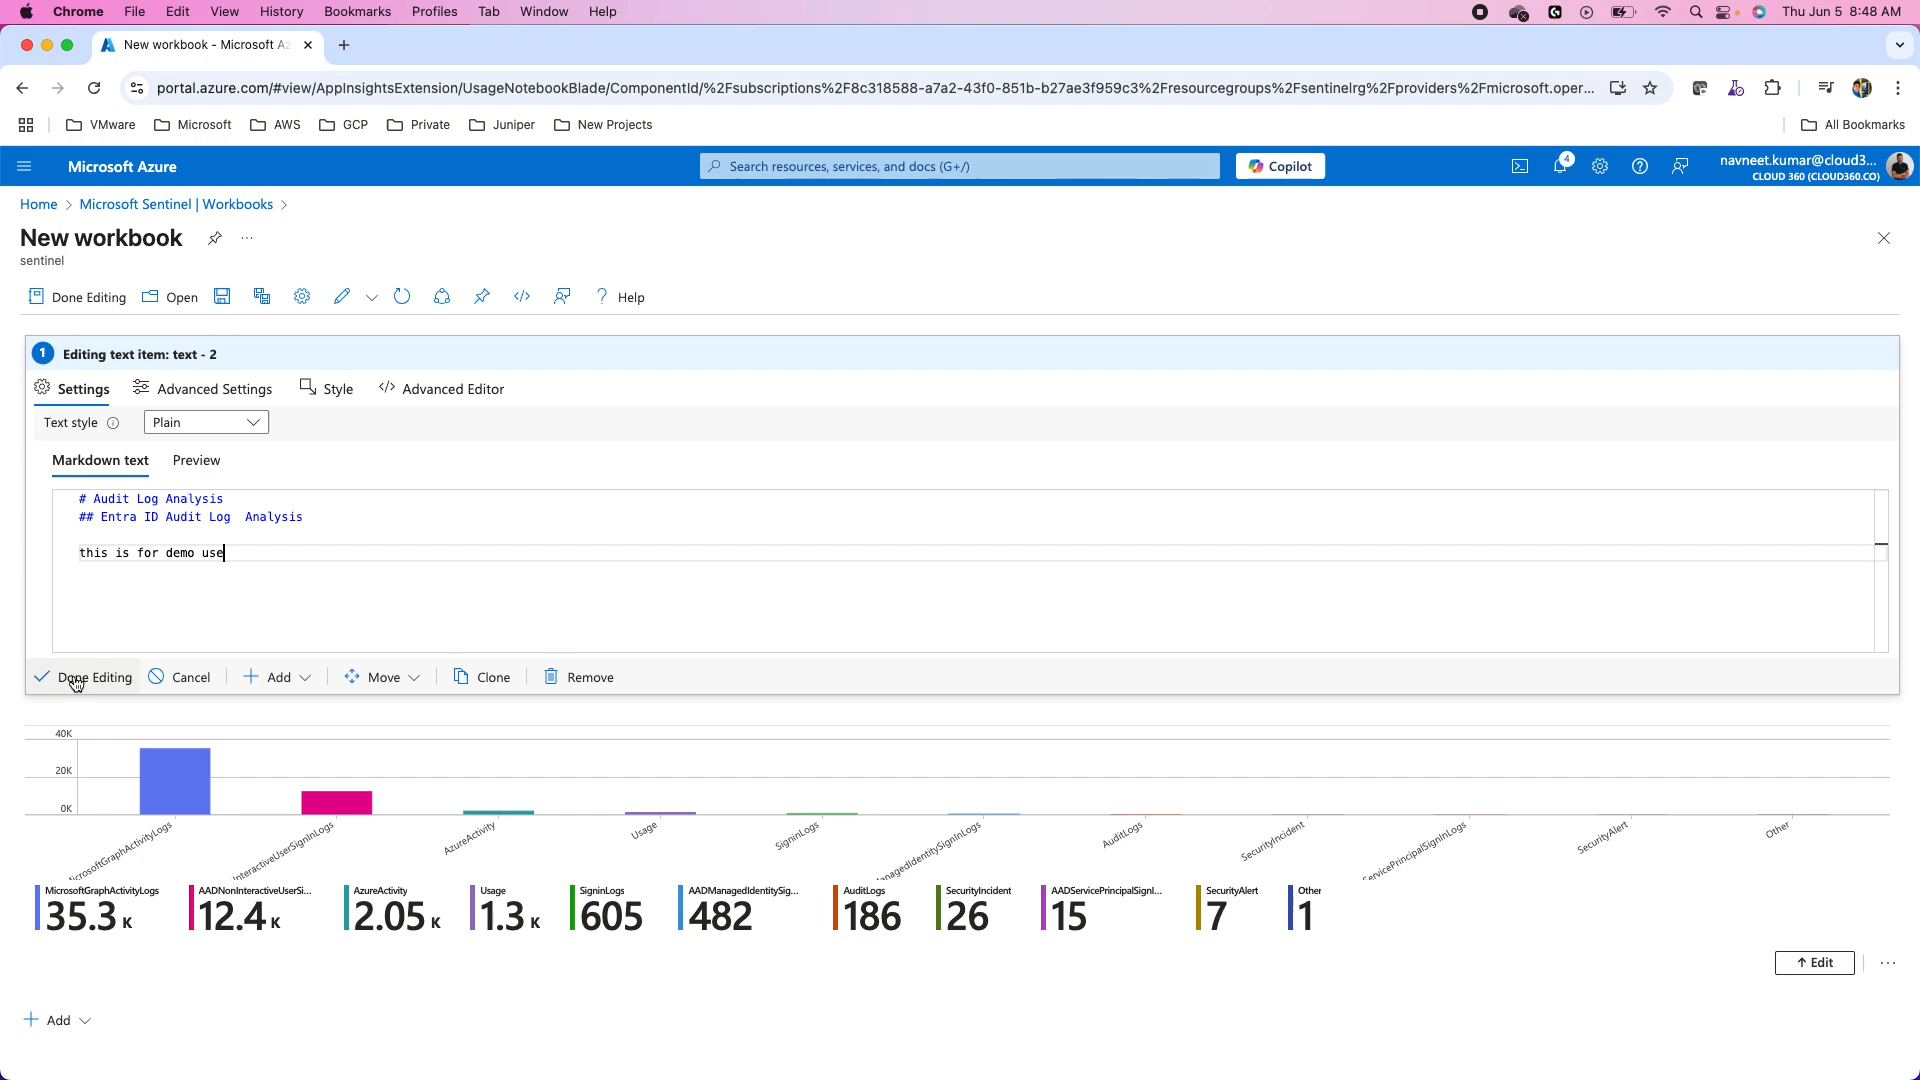 Chrome File Edit View History Bookmarks Profiles Tab Window Help Thu Jun 5 8:48 AM
New workbook - Microsoft Az
portal.azure.com/#view/AppInsightsExtension/UsageNotebookBlade/ComponentId/%2Fsubscriptions%2F8c318588-a7a2-43f0-851b-b27ae3f959c3%2Fresourcegroups%2Fsentinelrg%2Fproviders%2Fmicrosoft.oper...
VMware Microsoft AWS GCP Private Juniper New Projects All Bookmarks
Microsoft Azure Search resources, services, and docs (G+/) Copilot 4 navneet.kumar@cloud3...
CLOUD 360 (CLOUD360.CO)
Home > Microsoft Sentinel | Workbooks >
New workbook ...
sentinel
Done Editing Open Help
1 Editing text item: text - 2
Settings Advanced Settings Style Advanced Editor
Text style Plain
Markdown text Preview
# Audit Log Analysis
## Entra ID Audit Log  Analysis
this is for demo use
Done Editing Cancel Add Move Clone Remove
40K
20K
0K
crosoftGraphActivityLogs InteractiveUserSignInLogs AzureActivity Usage SigninLogs anagedIdentitySignInLogs AuditLogs SecurityIncident ServicePrincipalSignInLogs SecurityAlert Other
MicrosoftGraphActivityLogs AADNonInteractiveUserSi... AzureActivity Usage SigninLogs AADManagedIdentitySig... AuditLogs SecurityIncident AADServicePrincipalSignI... SecurityAlert Other
35.3 K 12.4 K 2.05 K 1.3 K 605 482 186 26 15 7 1
↑ Edit ...
Add